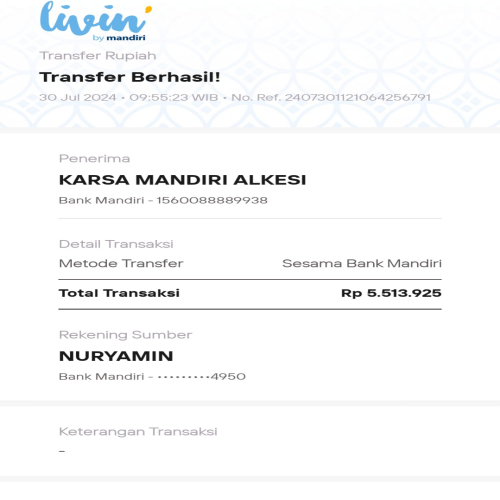 livin'
by mandiri
Transfer Rupiah
Transfer Berhasil!
30 Jul 2024 • 09:55:23 WIB • No. Ref. 2407301121064256791
Penerima
KARSA MANDIRI ALKESI
Bank Mandiri - 1560088889938
Detail Transaksi
Metode Transfer Sesama Bank Mandiri
Total Transaksi Rp 5.513.925
Rekening Sumber
NURYAMIN
Bank Mandiri - •••••••••4950
Keterangan Transaksi
-